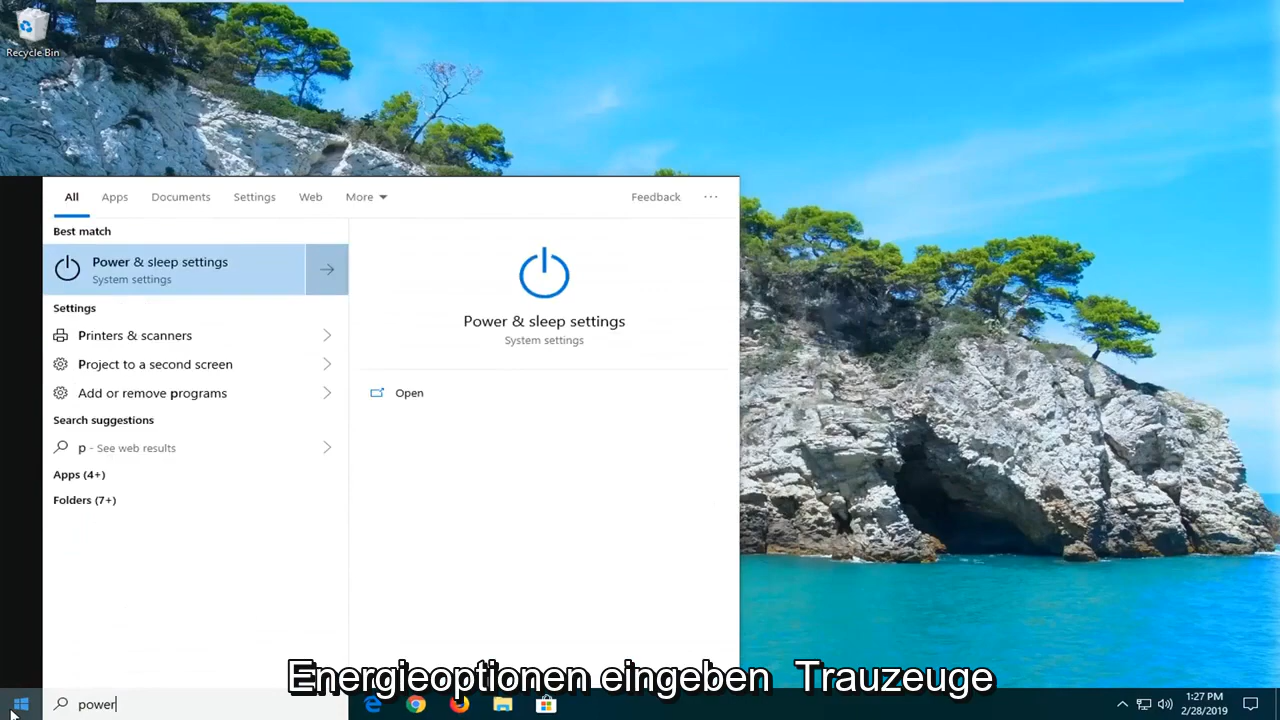 Recycle Bin
All Apps Documents Settings Web More Feedback ...
Best match
Power & sleep settings
System settings
Settings
Printers & scanners
Project to a second screen
Add or remove programs
Search suggestions
p - See web results
Apps (4+)
Folders (7+)
Power & sleep settings
System settings
Open
Energieoptionen eingeben Trauzeuge
power
1:27 PM
2/28/2019